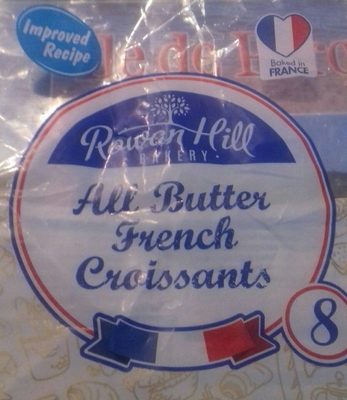 Improved
Recipe
Baked in
FRANCE
Rowan Hill
• BAKERY •
All Butter
French
Croissants
8